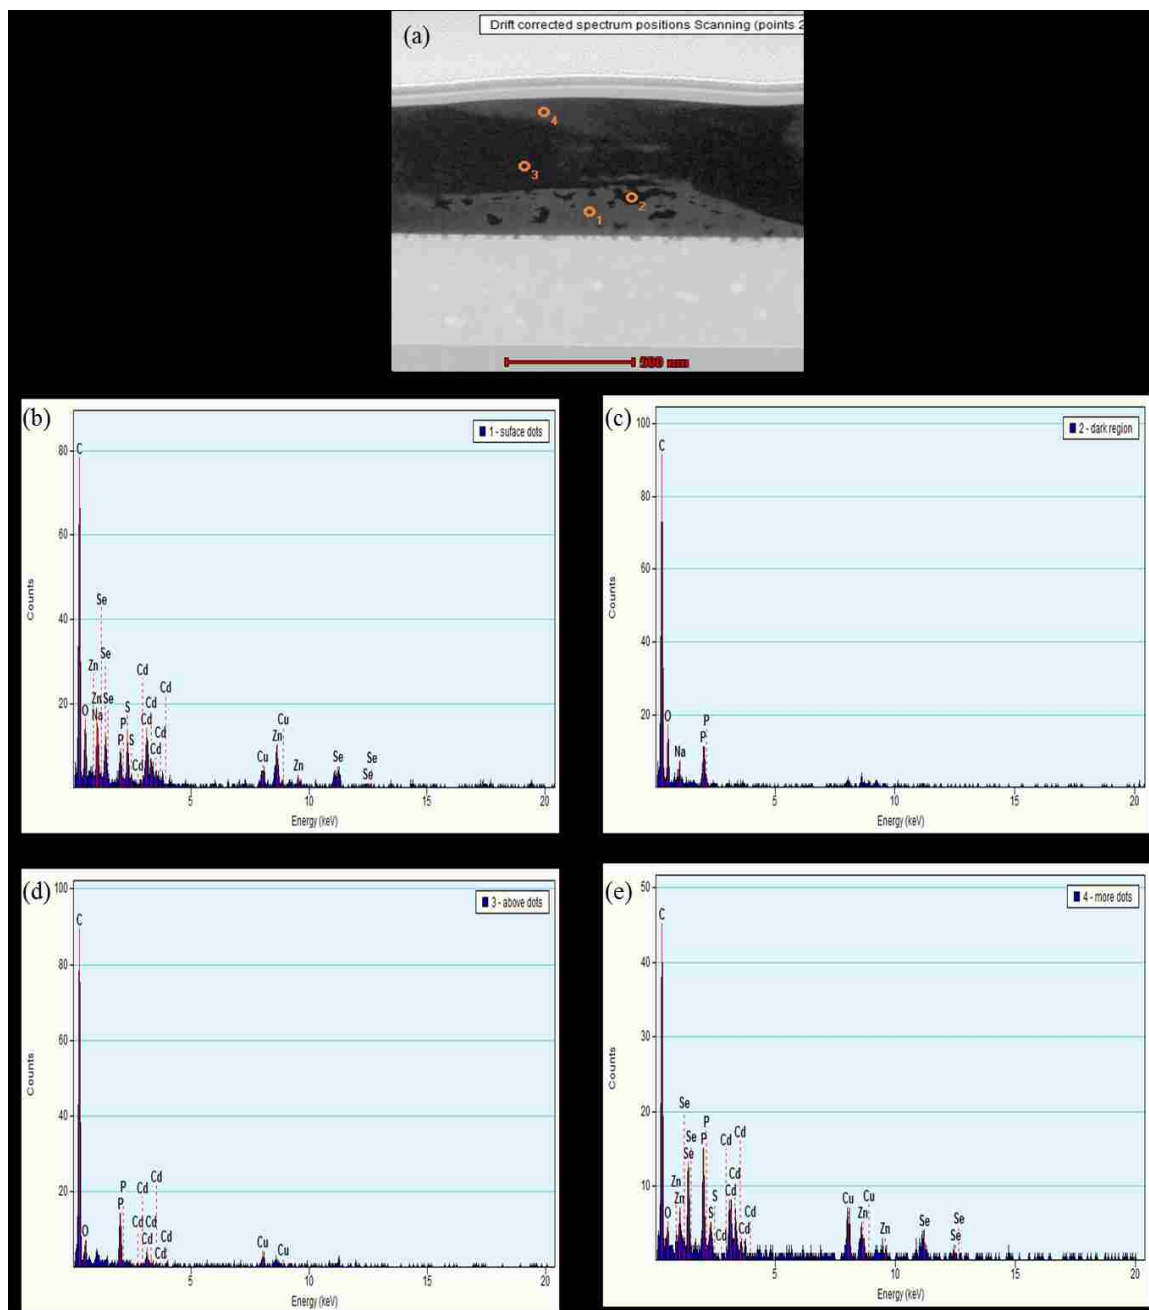 Drift corrected spectrum positions Scanning (points 2
(a)
4
3
2
1
500 nm
(b)
1 - suface dots
80
60
40
20
Counts
C
Se
Zn
Se
Zn
Se
Na
O
P
P
S
S
Cd
Cd
Cd
Cd
Cd
Cd
Cd
Cu
Zn
Cu
Zn
Se
Se
Se
5
10
15
20
Energy (keV)
(c)
2 - dark region
100
80
60
40
20
Counts
C
O
Na
P
P
5
10
15
20
Energy (keV)
(d)
3 - above dots
100
80
60
40
20
Counts
C
O
P
P
Cd
Cd
Cd
Cd
Cd
Cd
Cd
Cu
Cu
5
10
15
20
Energy (keV)
(e)
4 - more dots
50
40
30
20
10
Counts
C
O
Zn
Zn
Se
Se
Se
P
P
S
S
Cd
Cd
Cd
Cd
Cd
Cd
Cd
Cu
Cu
Zn
Zn
Se
Se
Se
5
10
15
20
Energy (keV)